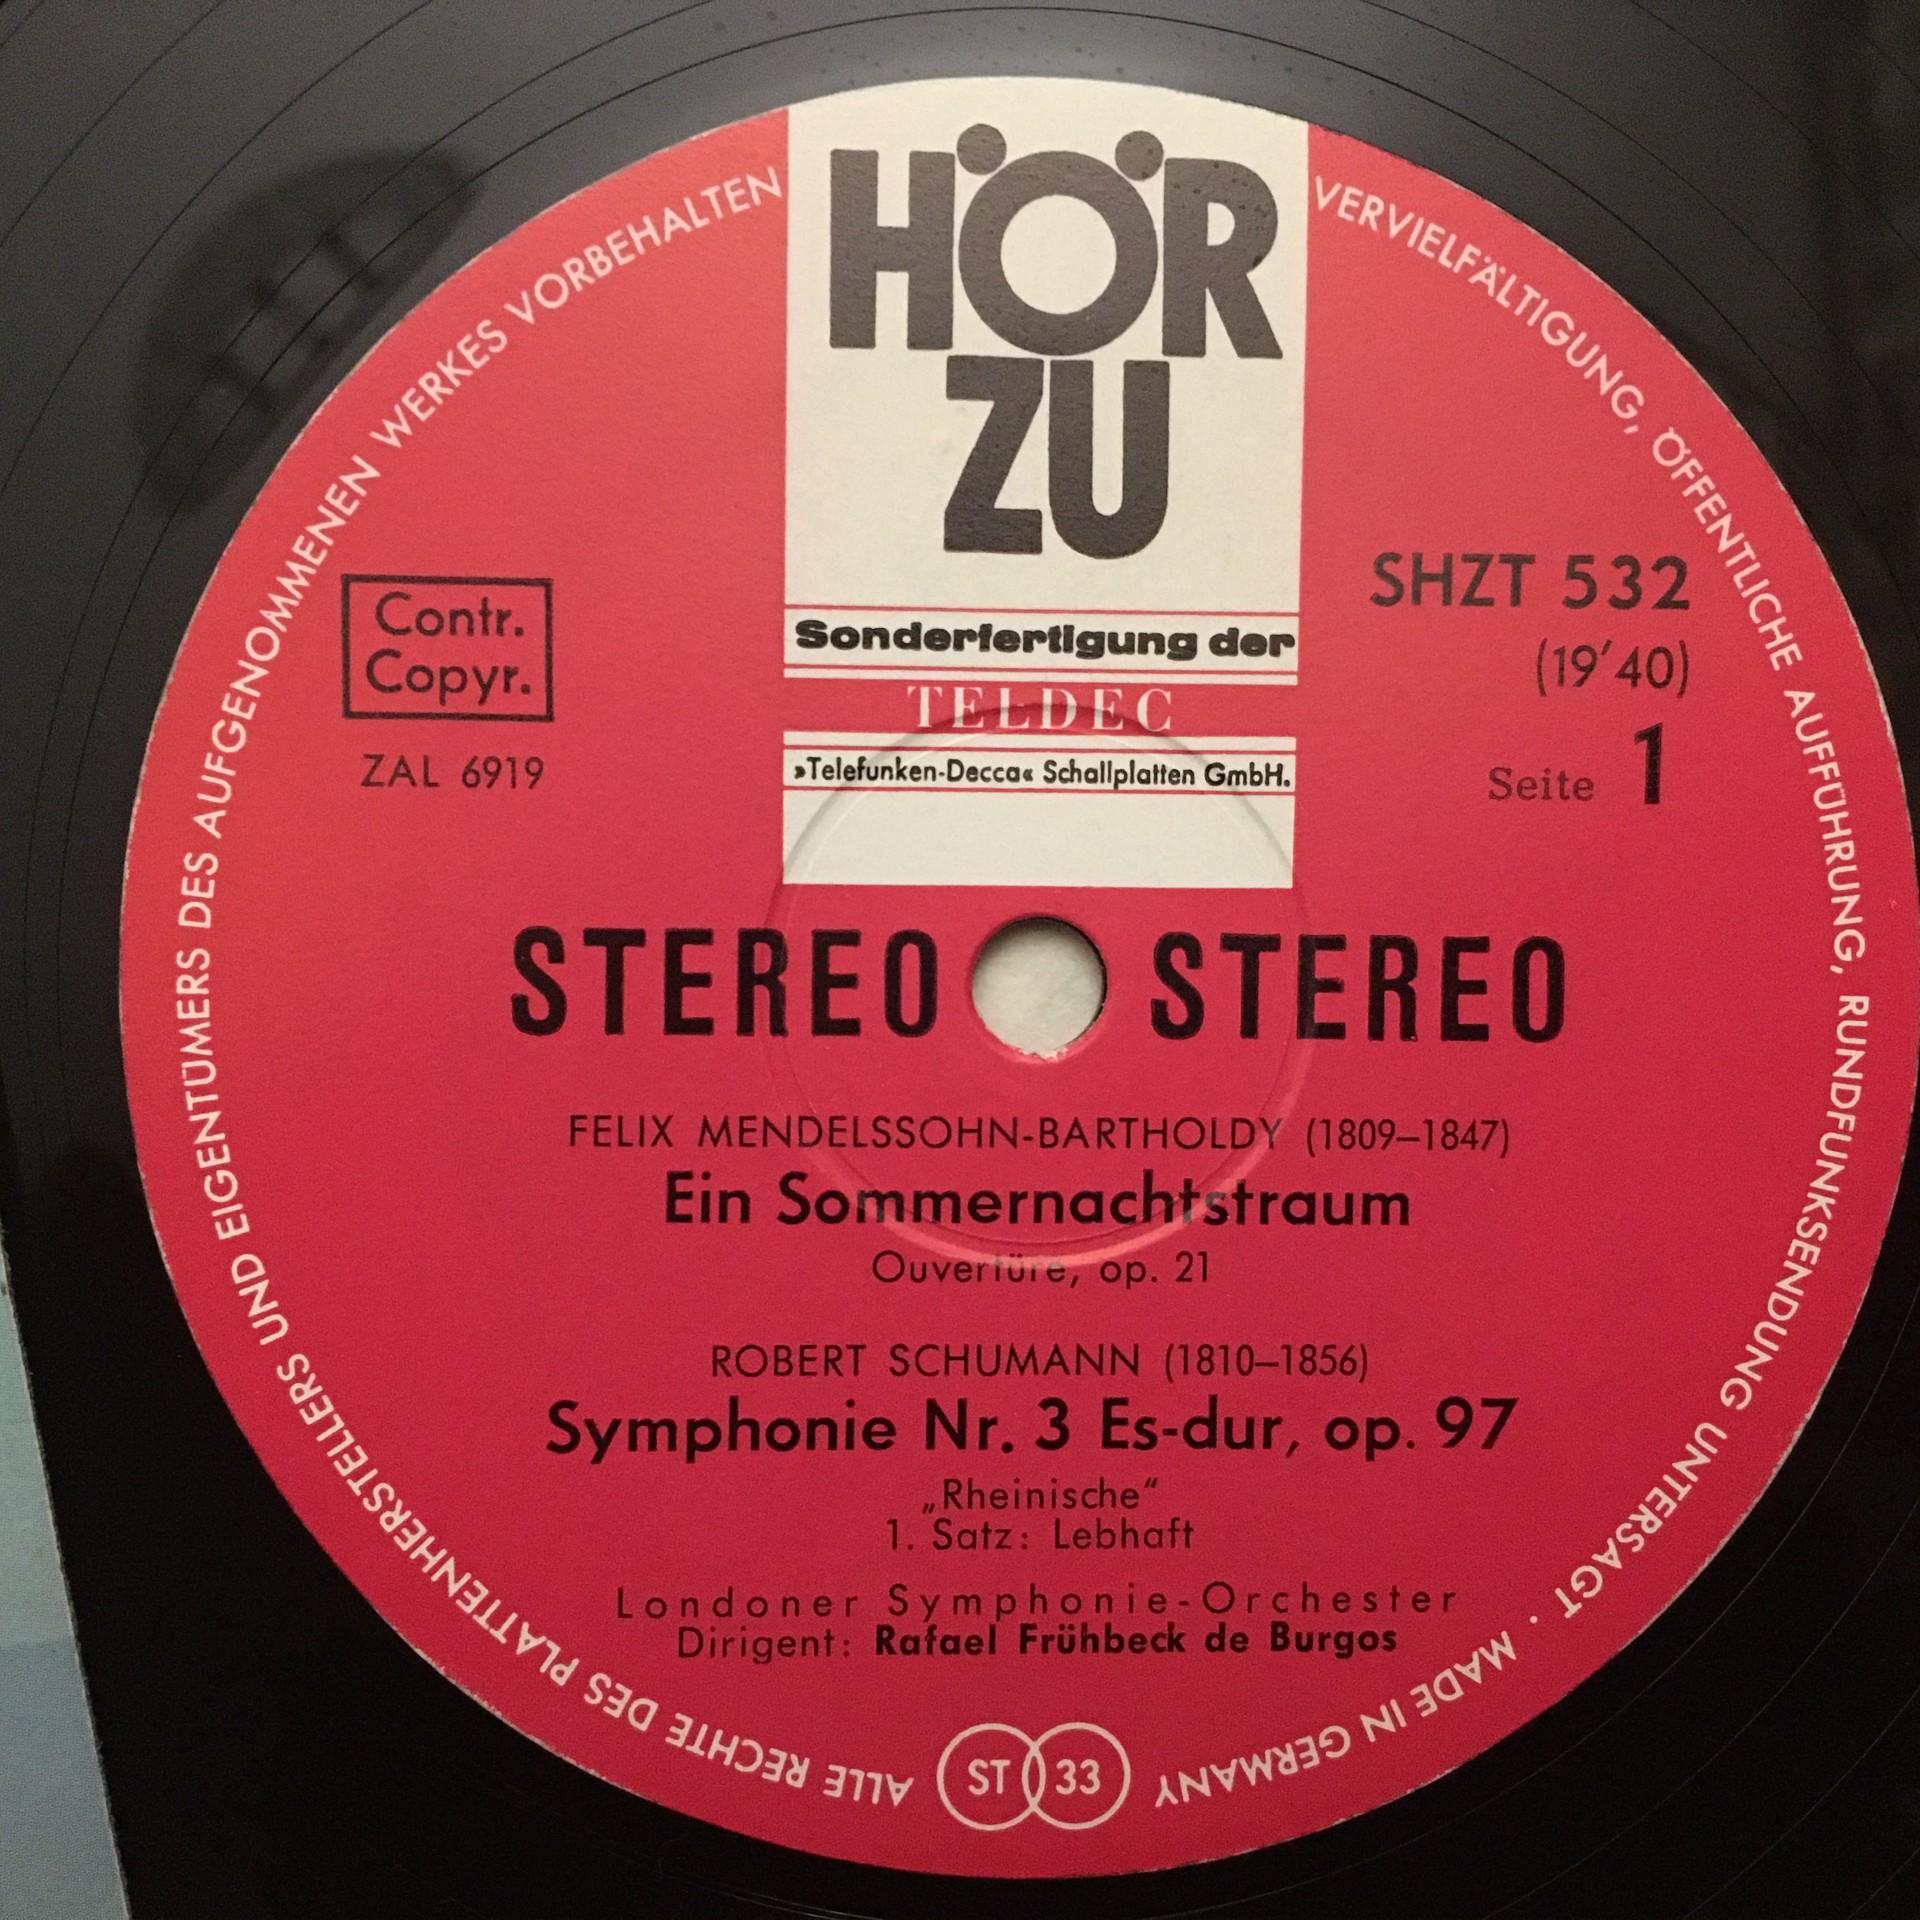 HÖR
ZU
Sonderfertigung der
TELDEC
»Telefunken-Decca« Schallplatten GmbH.
Contr.
Copyr.
ZAL 6919
SHZT 532
(19′40)
Seite 1
STEREO STEREO
FELIX MENDELSSOHN-BARTHOLDY (1809–1847)
Ein Sommernachtstraum
Ouvertüre, op. 21
ROBERT SCHUMANN (1810–1856)
Symphonie Nr. 3 Es-dur, op. 97
„Rheinische“
1. Satz: Lebhaft
Londoner Symphonie-Orchester
Dirigent: Rafael Frühbeck de Burgos
ST 33
ALLE RECHTE DES PLATTENHERSTELLERS UND EIGENTÜMERS DES AUFGENOMMENEN WERKES VORBEHALTEN
VERVIELFÄLTIGUNG, ÖFFENTLICHE AUFFÜHRUNG, RUNDFUNKSENDUNG UNTERSAGT · MADE IN GERMANY